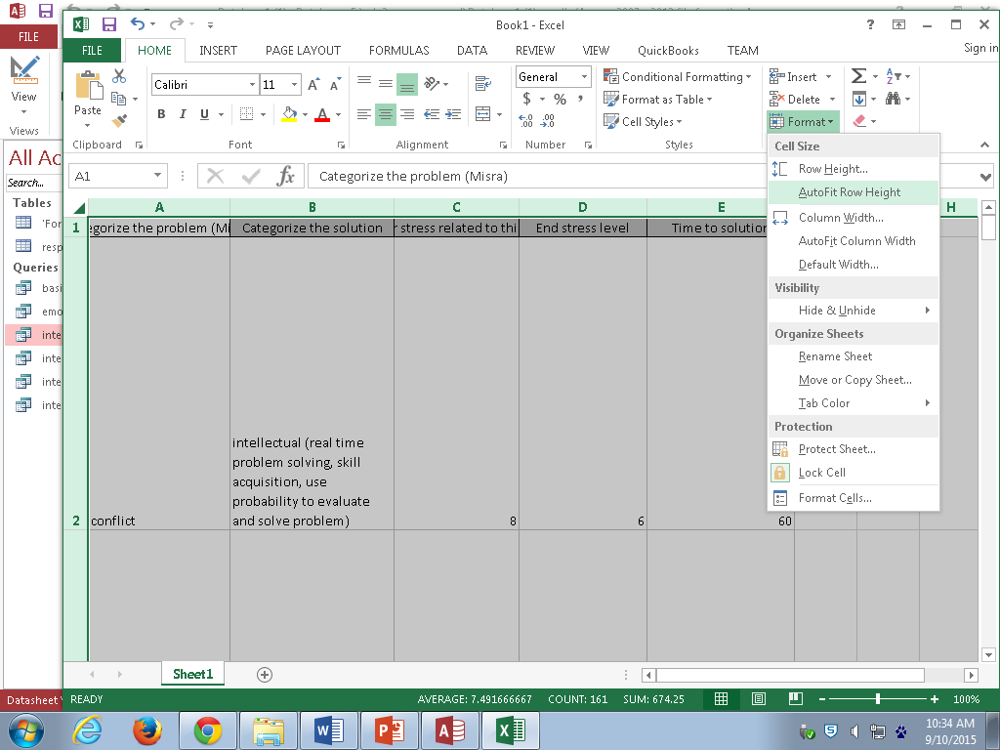 Book1 - Excel
FILE
FILE HOME INSERT PAGE LAYOUT FORMULAS DATA REVIEW VIEW QuickBooks TEAM Sign in
View
Views
Paste
Clipboard
Calibri 11
B I U
Font
Alignment
General
$ % ,
Number
Conditional Formatting
Format as Table
Cell Styles
Styles
Insert
Delete
Format
Cell Size
Row Height...
AutoFit Row Height
Column Width...
AutoFit Column Width
Default Width...
Visibility
Hide & Unhide
Organize Sheets
Rename Sheet
Move or Copy Sheet...
Tab Color
Protection
Protect Sheet...
Lock Cell
Format Cells...
All Ac
Search...
Tables
'For
resp
Queries
basi
emo
inte
inte
inte
inte
A1 fx Categorize the problem (Misra)
A B C D E H
1 egorize the problem (Mi Categorize the solution r stress related to thi End stress level Time to solution
intellectual (real time
problem solving, skill
acquisition, use
probability to evaluate
2 conflict and solve problem) 8 6 60
Sheet1
Datasheet
READY AVERAGE: 7.491666667 COUNT: 161 SUM: 674.25 100%
10:34 AM
9/10/2015